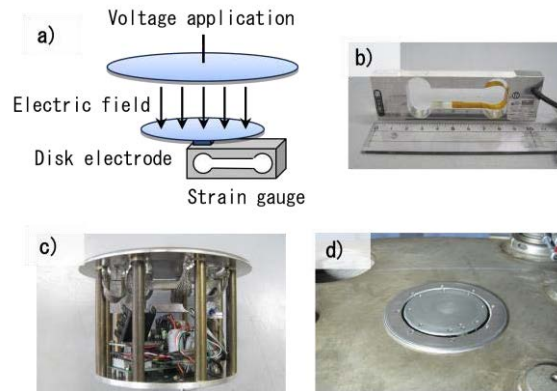 a)
Voltage application
Electric field
Disk electrode
Strain gauge
b)
c)
d)